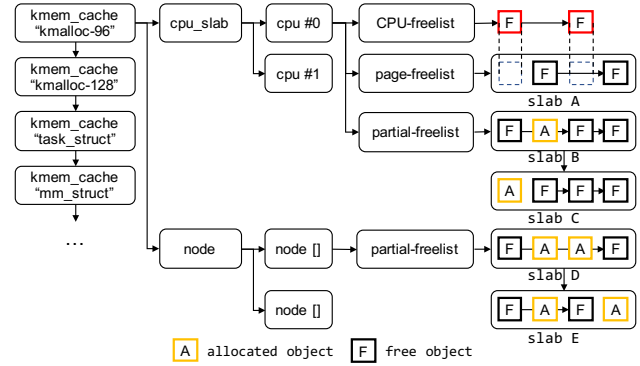 kmem_cache
“kmalloc-96”
cpu_slab
cpu #0
CPU-freelist
F
F
kmem_cache
“kmalloc-128”
cpu #1
page-freelist
F
F
slab A
kmem_cache
“task_struct”
partial-freelist
F
A
F
F
slab B
kmem_cache
“mm_struct”
A
F
F
F
slab C
...
node
node []
partial-freelist
F
A
A
F
slab D
node []
F
A
F
A
slab E
A allocated object
F free object